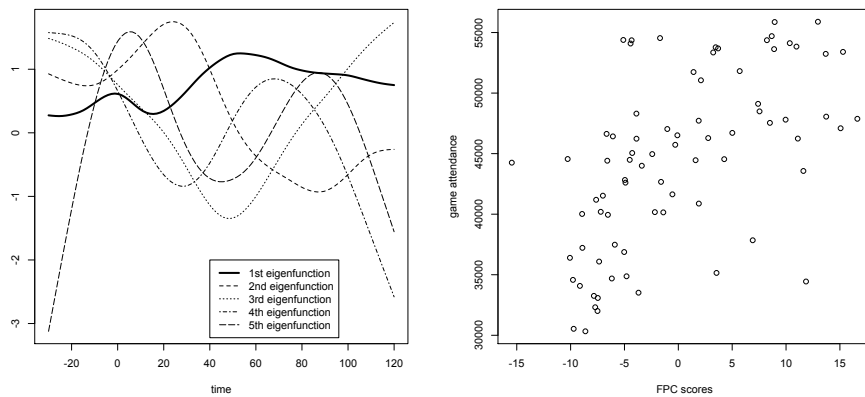 1
0
-1
-2
-3
1st eigenfunction
2nd eigenfunction
3rd eigenfunction
4th eigenfunction
5th eigenfunction
-20 0 20 40 60 80 100 120
time
game attendance
55000
50000
45000
40000
35000
30000
-15 -10 -5 0 5 10 15
FPC scores